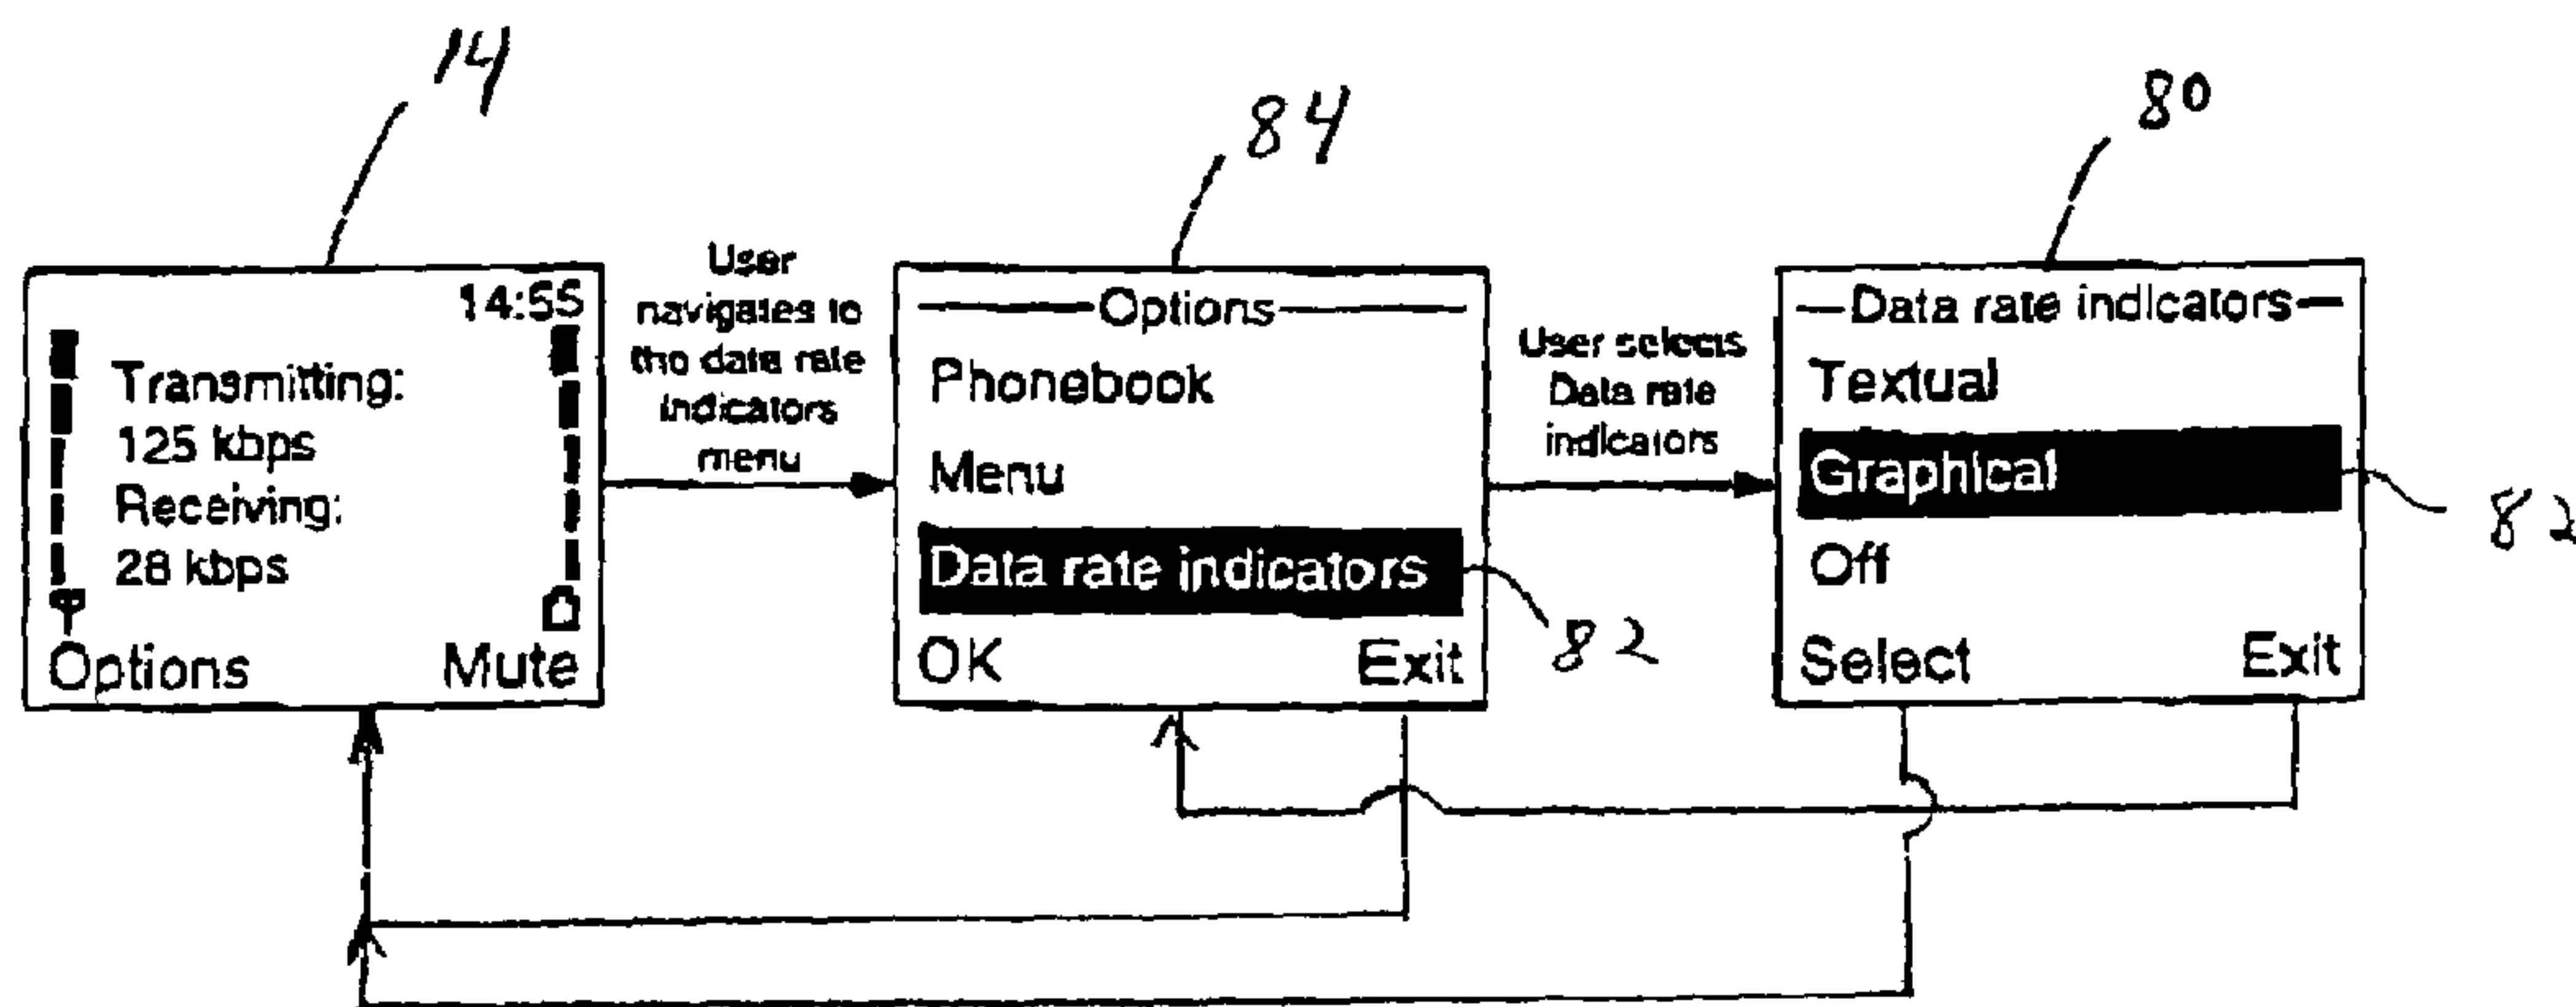 14
84
80
14:55
Transmitting:
125 kbps
Receiving:
28 kbps
Options
Mute
User
navigates to
the data rate
indicators
menu
Options
Phonebook
Menu
Data rate indicators
OK
Exit
82
User selects
Data rate
indicators
Data rate indicators
Textual
Graphical
Off
Select
Exit
82